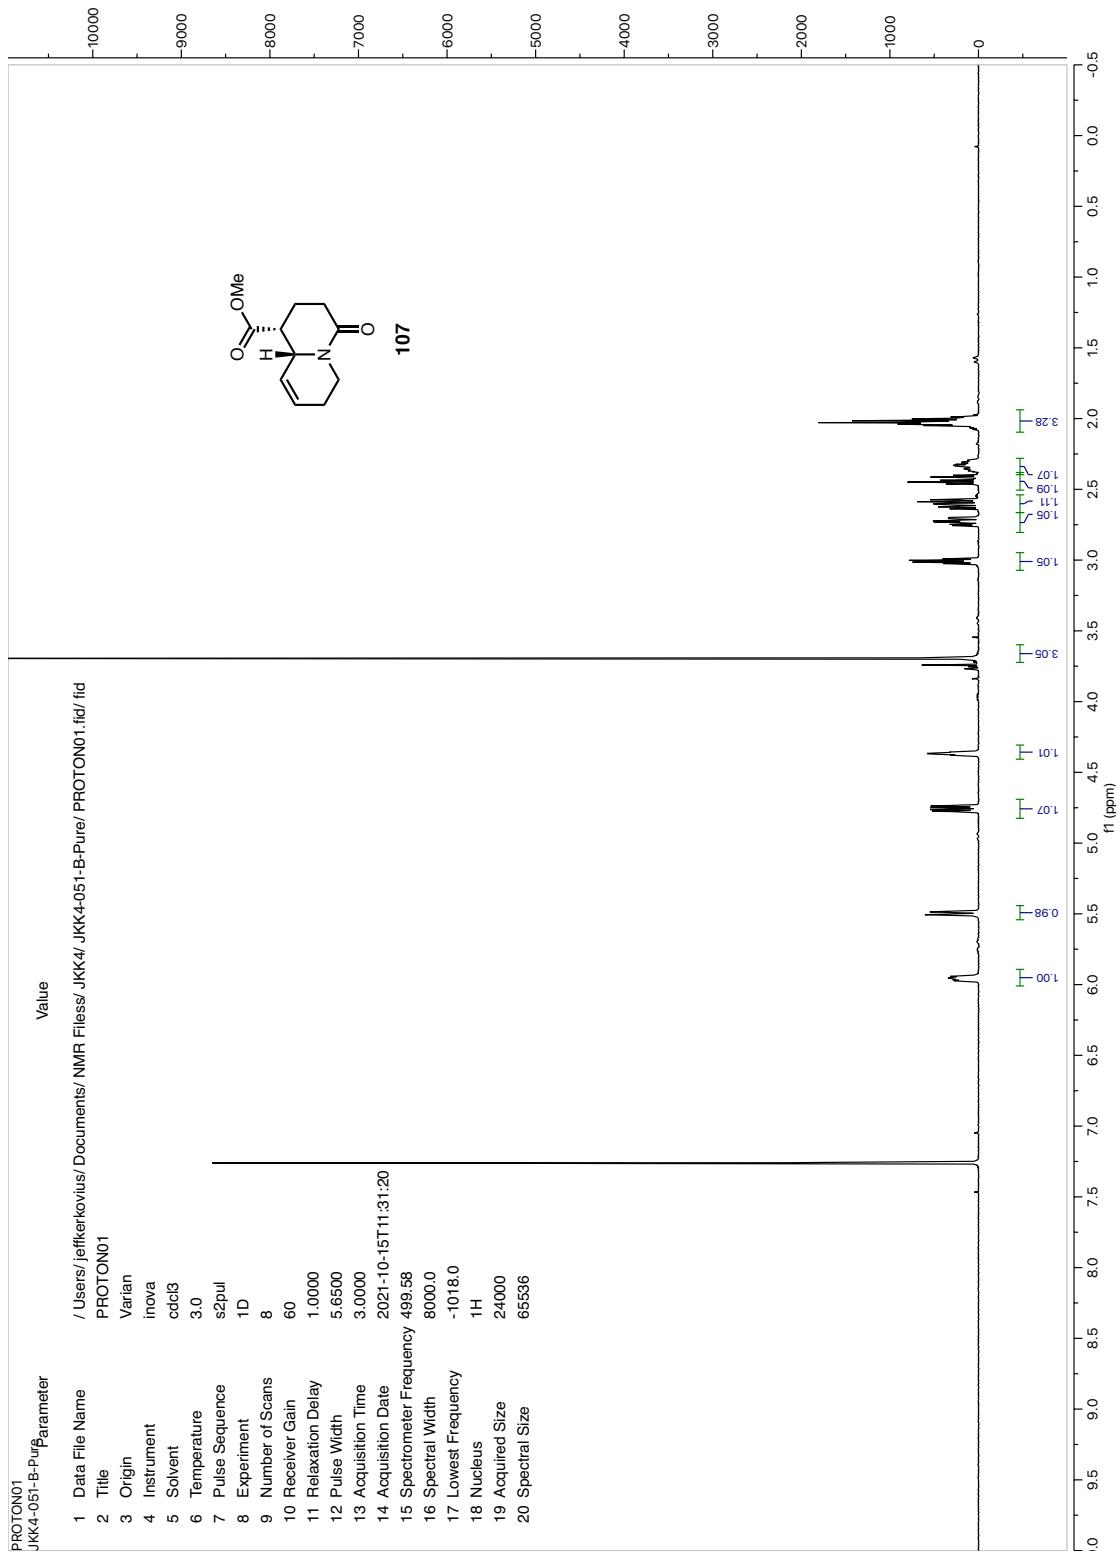 PROTON01
JKK4-051-B-Pure
Parameter Value
1 Data File Name / Users/ jeffkerkovius/ Documents/ NMR Filess/ JKK4/ JKK4-051-B-Pure/ PROTON01.fid/ fid
2 Title PROTON01
3 Origin Varian
4 Instrument inova
5 Solvent cdcl3
6 Temperature 3.0
7 Pulse Sequence s2pul
8 Experiment 1D
9 Number of Scans 8
10 Receiver Gain 60
11 Relaxation Delay 1.0000
12 Pulse Width 5.6500
13 Acquisition Time 3.0000
14 Acquisition Date 2021-10-15T11:31:20
15 Spectrometer Frequency 499.58
16 Spectral Width 8000.0
17 Lowest Frequency -1018.0
18 Nucleus 1H
19 Acquired Size 24000
20 Spectral Size 65536
O OMe
H
N
O
107
10000
9000
8000
7000
6000
5000
4000
3000
2000
1000
0
1.00
0.98
1.07
1.01
3.05
1.05
1.05
1.11
1.09
1.07
3.28
.0 9.5 9.0 8.5 8.0 7.5 7.0 6.5 6.0 5.5 5.0 4.5 4.0 3.5 3.0 2.5 2.0 1.5 1.0 0.5 0.0 -0.5
f1 (ppm)